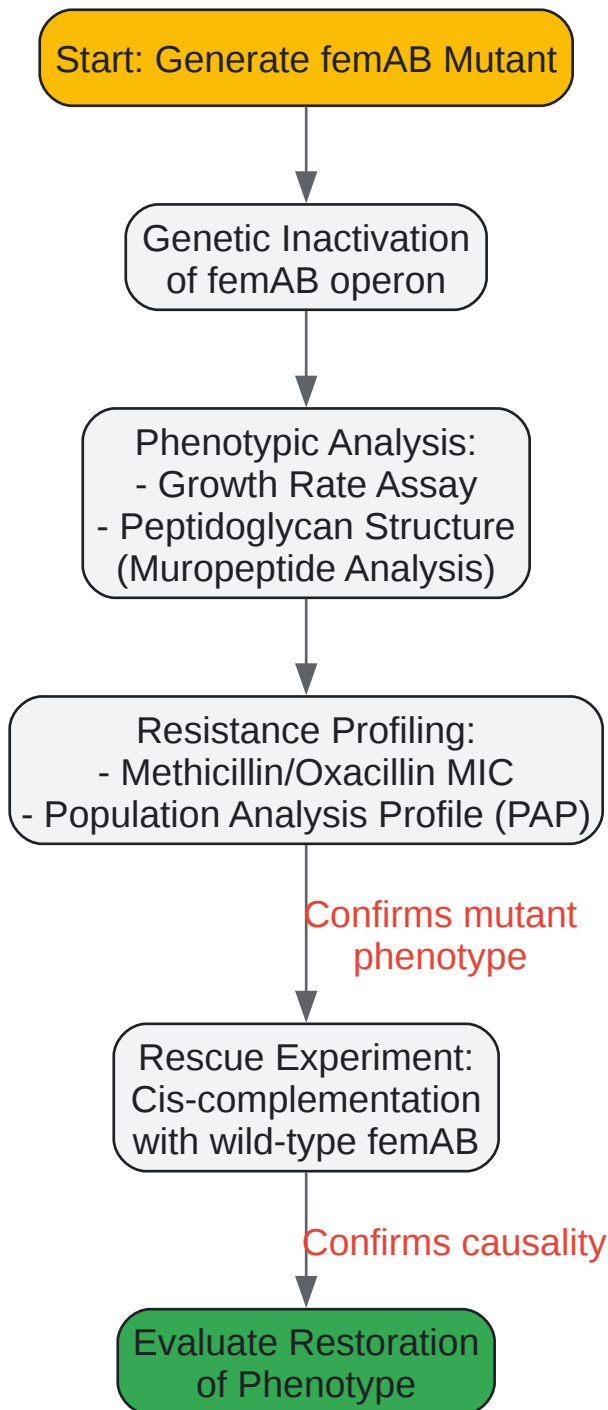 Start: Generate femAB Mutant
Genetic Inactivation
of femAB operon
Phenotypic Analysis:
- Growth Rate Assay
- Peptidoglycan Structure
(Muropeptide Analysis)
Resistance Profiling:
- Methicillin/Oxacillin MIC
- Population Analysis Profile (PAP)
Confirms mutant
phenotype
Rescue Experiment:
Cis-complementation
with wild-type femAB
Confirms causality
Evaluate Restoration
of Phenotype